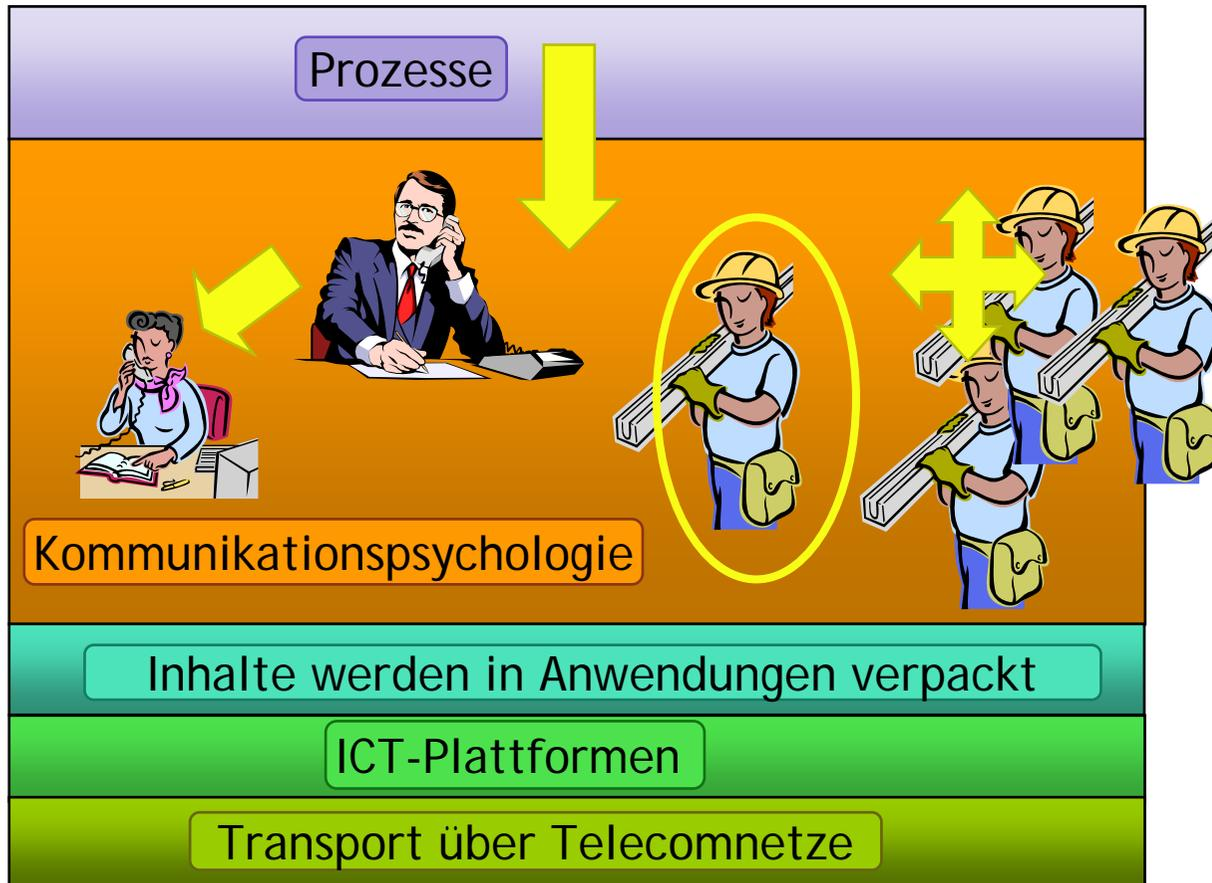 Prozesse
Kommunikationspsychologie
Inhalte werden in Anwendungen verpackt
ICT-Plattformen
Transport über Telecomnetze